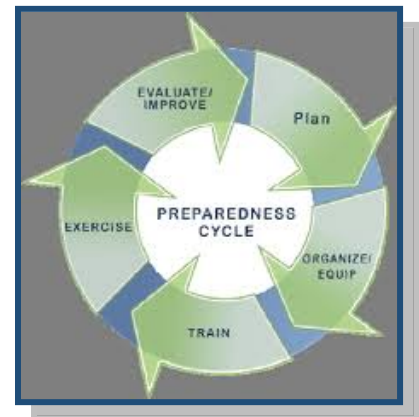 EVALUATE/
IMPROVE
Plan
PREPAREDNESS
CYCLE
EXERCISE
ORGANIZE/
EQUIP
TRAIN